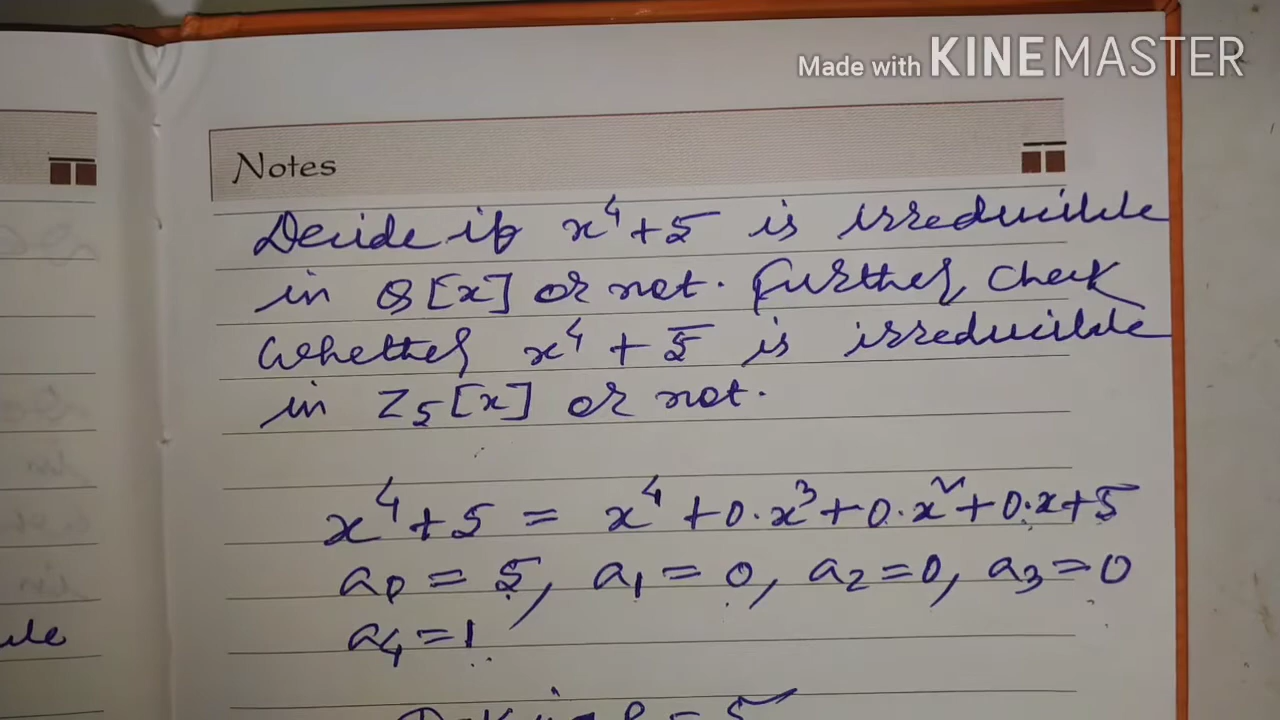 Made with KINEMASTER
Notes
Decide if x⁴+5 is irreducible
in Q[x] or not. Further, check
whether x⁴+5 is irreducible
in Z₅[x] or not.
x⁴+5 = x⁴+0·x³+0·x²+0·x+5
a₀ = 5, a₁ = 0, a₂ = 0, a₃ = 0
a₄ = 1